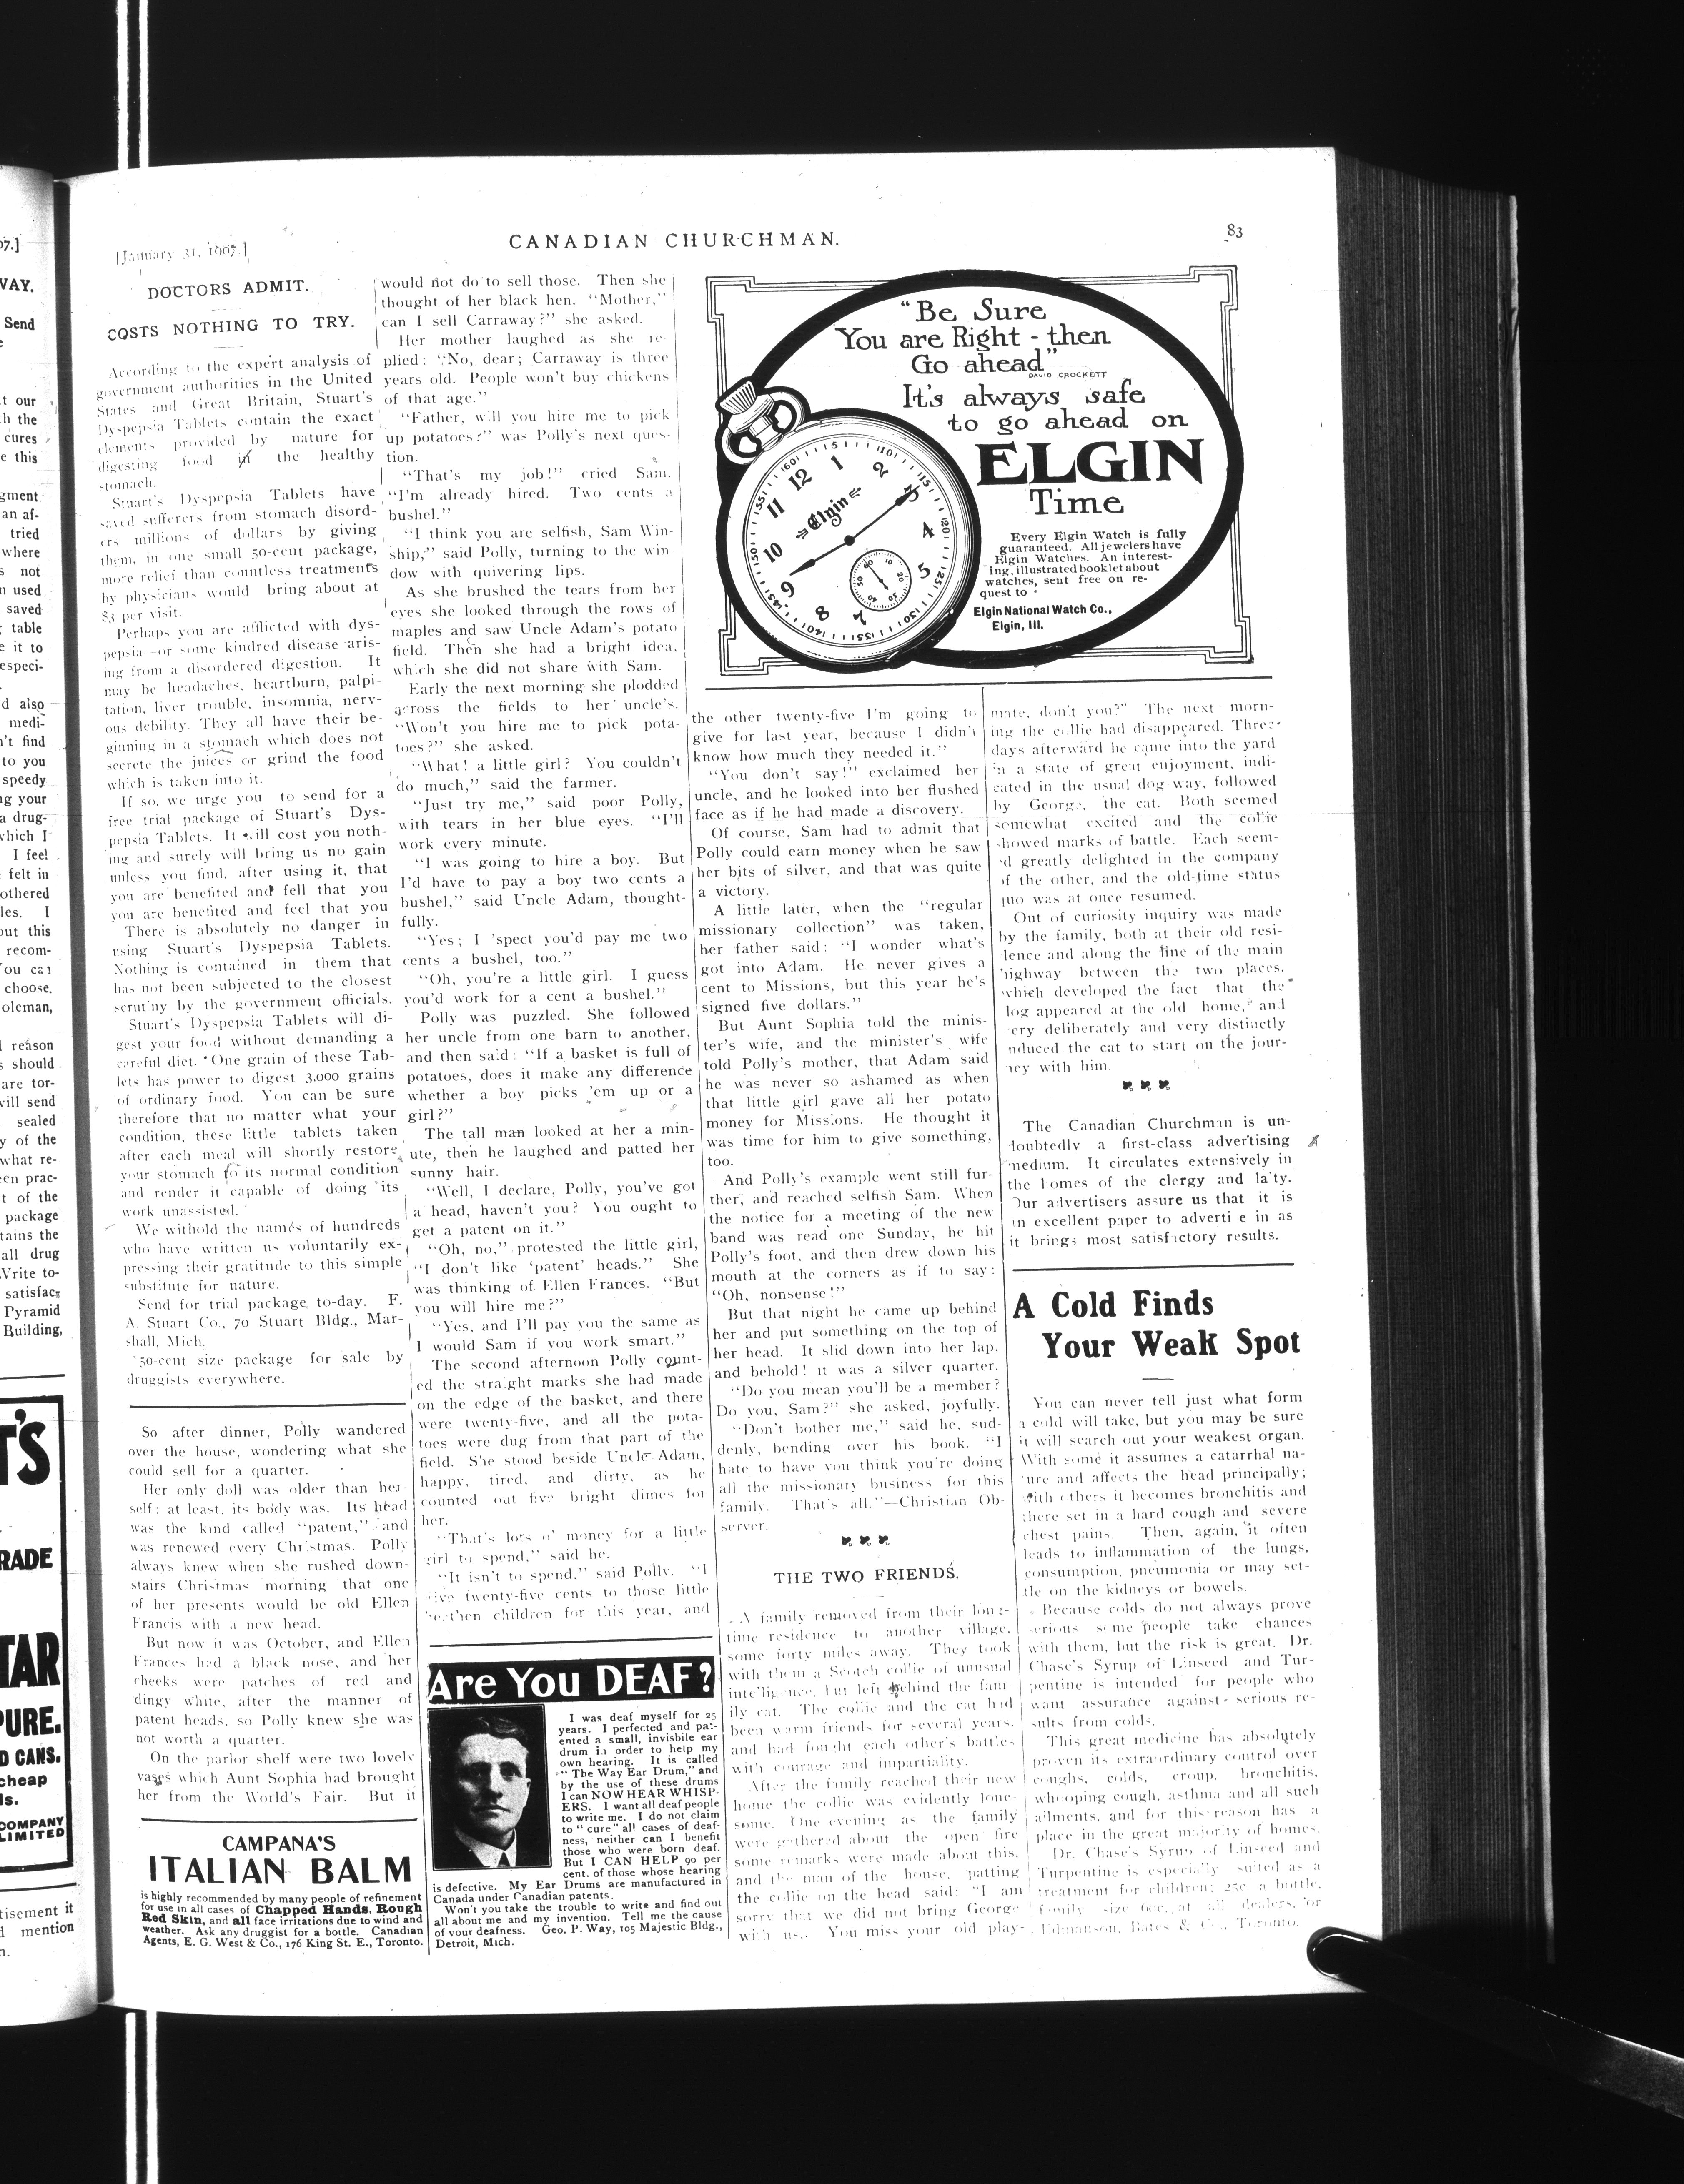 [January 31, 1907.]
CANADIAN CHURCHMAN.
83
DOCTORS ADMIT.
COSTS NOTHING TO TRY.
According to the expert analysis of
government authorities in the United
States and Great Britain, Stuart's
Dyspepsia Tablets contain the exact
elements provided by nature for
digesting food in the healthy
stomach.
Stuart's Dyspepsia Tablets have
saved sufferers from stomach disord-
ers millions of dollars by giving
them, in one small 50-cent package,
more relief than countless treatments
by physicians would bring about at
$3 per visit.
Perhaps you are afflicted with dys-
pepsia—or some kindred disease aris-
ing from a disordered digestion. It
may be headaches, heartburn, palpi-
tation, liver trouble, insomnia, nerv-
ous debility. They all have their be-
ginning in a stomach which does not
secrete the juices or grind the food
which is taken into it.
If so, we urge you to send for a
free trial package of Stuart's Dys-
pepsia Tablets. It will cost you noth-
ing and surely will bring us no gain
unless you find, after using it, that
you are benefited and fell that you
you are benefited and feel that you
There is absolutely no danger in
using Stuart's Dyspepsia Tablets.
Nothing is contained in them that
has not been subjected to the closest
scrutiny by the government officials.
Stuart's Dyspepsia Tablets will di-
gest your food without demanding a
careful diet. One grain of these Tab-
lets has power to digest 3,000 grains
of ordinary food. You can be sure
therefore that no matter what your
condition, these little tablets taken
after each meal will shortly restore
your stomach to its normal condition
and render it capable of doing its
work unassisted.
We withold the names of hundreds
who have written us voluntarily ex-
pressing their gratitude to this simple
substitute for nature.
Send for trial package to-day. F.
A. Stuart Co., 70 Stuart Bldg., Mar-
shall, Mich.
50-cent size package for sale by
druggists everywhere.
So after dinner, Polly wandered
over the house, wondering what she
could sell for a quarter.
Her only doll was older than her-
self; at least, its body was. Its head
was the kind called "patent," and
was renewed every Christmas. Polly
always knew when she rushed down-
stairs Christmas morning that one
of her presents would be old Ellen
Francis with a new head.
But now it was October, and Ellen
Frances had a black nose, and her
cheeks were patches of red and
dingy white, after the manner of
patent heads, so Polly knew she was
not worth a quarter.
On the parlor shelf were two lovely
vases which Aunt Sophia had brought
her from the World's Fair. But it
CAMPANA'S
ITALIAN BALM
is highly recommended by many people of refinement
for use in all cases of Chapped Hands, Rough
Red Skin, and all face irritations due to wind and
weather. Ask any druggist for a bottle. Canadian
Agents, E. G. West & Co., 176 King St. E., Toronto.
would not do to sell those. Then she
thought of her black hen. "Mother,"
can I sell Carraway?" she asked.
Her mother laughed as she re-
plied: "No, dear; Carraway is three
years old. People won't buy chickens
of that age."
"Father, will you hire me to pick
up potatoes?" was Polly's next ques-
tion.
"That's my job!" cried Sam.
"I'm already hired. Two cents a
bushel."
"I think you are selfish, Sam Win-
ship," said Polly, turning to the win-
dow with quivering lips.
As she brushed the tears from her
eyes she looked through the rows of
maples and saw Uncle Adam's potato
field. Then she had a bright idea,
which she did not share with Sam.
Early the next morning she plodded
across the fields to her uncle's.
"Won't you hire me to pick pota-
toes?" she asked.
"What! a little girl? You couldn't
do much," said the farmer.
"Just try me," said poor Polly,
with tears in her blue eyes. "I'll
work every minute.
"I was going to hire a boy. But
I'd have to pay a boy two cents a
bushel," said Uncle Adam, thought-
fully.
"Yes; I 'spect you'd pay me two
cents a bushel, too."
"Oh, you're a little girl. I guess
you'd work for a cent a bushel."
Polly was puzzled. She followed
her uncle from one barn to another,
and then said: "If a basket is full of
potatoes, does it make any difference
whether a boy picks 'em up or a
girl?"
The tall man looked at her a min-
ute, then he laughed and patted her
sunny hair.
"Well, I declare, Polly, you've got
a head, haven't you? You ought to
get a patent on it."
"Oh, no," protested the little girl,
"I don't like 'patent' heads." She
was thinking of Ellen Frances. "But
you will hire me?"
"Yes, and I'll pay you the same as
I would Sam if you work smart."
The second afternoon Polly count-
ed the straight marks she had made
on the edge of the basket, and there
were twenty-five, and all the pota-
toes were dug from that part of the
field. She stood beside Uncle Adam,
happy, tired, and dirty, as he
counted out five bright dimes for
her.
"That's lots o' money for a little
girl to spend," said he.
"It isn't to spend," said Polly. "I
give twenty-five cents to those little
heathen children for this year, and
Are You DEAF?
I was deaf myself for 25
years. I perfected and pat-
ented a small, invisible ear
drum in order to help my
own hearing. It is called
"The Way Ear Drum," and
by the use of these drums
I can NOW HEAR WHISP-
ERS. I want all deaf people
to write me. I do not claim
to "cure" all cases of deaf-
ness, neither can I benefit
those who were born deaf.
But I CAN HELP 90 per
cent. of those whose hearing
is defective. My Ear Drums are manufactured in
Canada under Canadian patents.
Won't you take the trouble to write and find out
all about me and my invention. Tell me the cause
of your deafness. Geo. P. Way, 105 Majestic Bldg.,
Detroit, Mich.
"Be Sure
You are Right - then
Go ahead"
DAVID CROCKETT
It's always safe
to go ahead on
ELGIN
Time
Every Elgin Watch is fully
guaranteed. All jewelers have
Elgin Watches. An interest-
ing, illustrated booklet about
watches, sent free on re-
quest to
Elgin National Watch Co.,
Elgin, Ill.
Elgin
the other twenty-five I'm going to
give for last year, because I didn't
know how much they needed it."
"You don't say!" exclaimed her
uncle, and he looked into her flushed
face as if he had made a discovery.
Of course, Sam had to admit that
Polly could earn money when he saw
her bits of silver, and that was quite
a victory.
A little later, when the "regular
missionary collection" was taken,
her father said: "I wonder what's
got into Adam. He never gives a
cent to Missions, but this year he's
signed five dollars."
But Aunt Sophia told the minis-
ter's wife, and the minister's wife
told Polly's mother, that Adam said
he was never so ashamed as when
that little girl gave all her potato
money for Missions. He thought it
was time for him to give something,
too.
And Polly's example went still fur-
ther, and reached selfish Sam. When
the notice for a meeting of the new
band was read one Sunday, he hit
Polly's foot, and then drew down his
mouth at the corners as if to say:
"Oh, nonsense!"
But that night he came up behind
her and put something on the top of
her head. It slid down into her lap,
and behold! it was a silver quarter.
"Do you mean you'll be a member?
Do you, Sam?" she asked, joyfully.
"Don't bother me," said he, sud-
denly, bending over his book. "I
hate to have you think you're doing
all the missionary business for this
family. That's all."—Christian Ob-
server.
THE TWO FRIENDS.
A family removed from their long-
time residence to another village,
some forty miles away. They took
with them a Scotch collie of unusual
intelligence, but left behind the fam-
ily cat. The collie and the cat had
been warm friends for several years,
and had fought each other's battles
with courage and impartiality.
After the family reached their new
home the collie was evidently lone-
some. One evening as the family
were gathered about the open fire
some remarks were made about this,
and the man of the house, patting
the collie on the head said: "I am
sorry that we did not bring George
with us. You miss your old play-
mate, don't you?" The next morn-
ing the collie had disappeared. Three
days afterward he came into the yard
in a state of great enjoyment, indi-
cated in the usual dog way, followed
by George, the cat. Both seemed
somewhat excited and the collie
showed marks of battle. Each seem-
ed greatly delighted in the company
of the other, and the old-time status
quo was at once resumed.
Out of curiosity inquiry was made
by the family, both at their old resi-
dence and along the line of the main
highway between the two places,
which developed the fact that the
dog appeared at the old home, and
very deliberately and very distinctly
induced the cat to start on the jour-
ney with him.
The Canadian Churchman is un-
doubtedly a first-class advertising
medium. It circulates extensively in
the homes of the clergy and laity.
Our advertisers assure us that it is
an excellent paper to advertise in as
it brings most satisfactory results.
A Cold Finds
Your Weak Spot
You can never tell just what form
a cold will take, but you may be sure
it will search out your weakest organ.
With some it assumes a catarrhal na-
ture and affects the head principally;
with others it becomes bronchitis and
there set in a hard cough and severe
chest pains. Then, again, it often
leads to inflammation of the lungs,
consumption, pneumonia or may set-
tle on the kidneys or bowels.
Because colds do not always prove
serious some people take chances
with them, but the risk is great. Dr.
Chase's Syrup of Linseed and Tur-
pentine is intended for people who
want assurance against serious re-
sults from colds.
This great medicine has absolutely
proven its extraordinary control over
coughs, colds, croup, bronchitis,
whooping cough, asthma and all such
ailments, and for this reason has a
place in the great majority of homes.
Dr. Chase's Syrup of Linseed and
Turpentine is especially suited as a
treatment for children; 25c a bottle,
family size 60c, at all dealers, or
Edmanson, Bates & Co., Toronto.